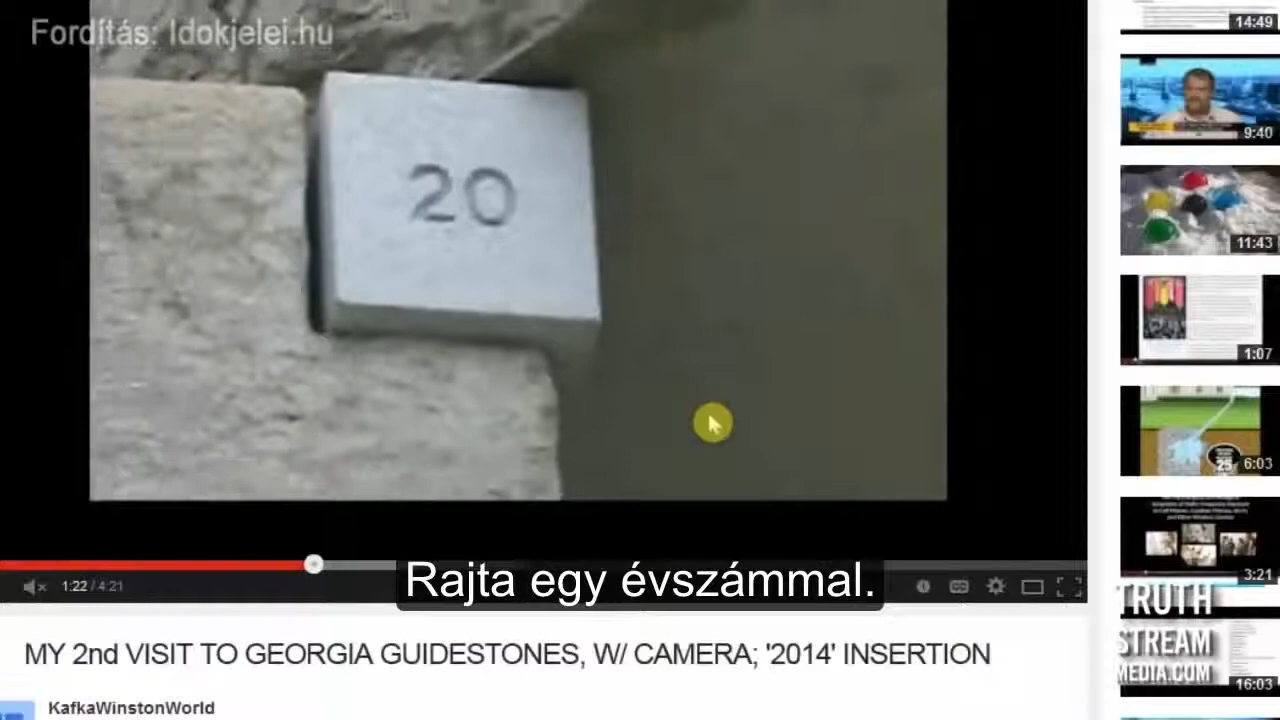 Fordítás: Idokjelei.hu
14:49
9:40
20
11:43
1:07
25
6:03
3:21
1:22 / 4:21
Rajta egy évszámmal.
TRUTH
STREAM
MEDIA.COM
MY 2nd VISIT TO GEORGIA GUIDESTONES, W/ CAMERA; '2014' INSERTION
16:03
KafkaWinstonWorld